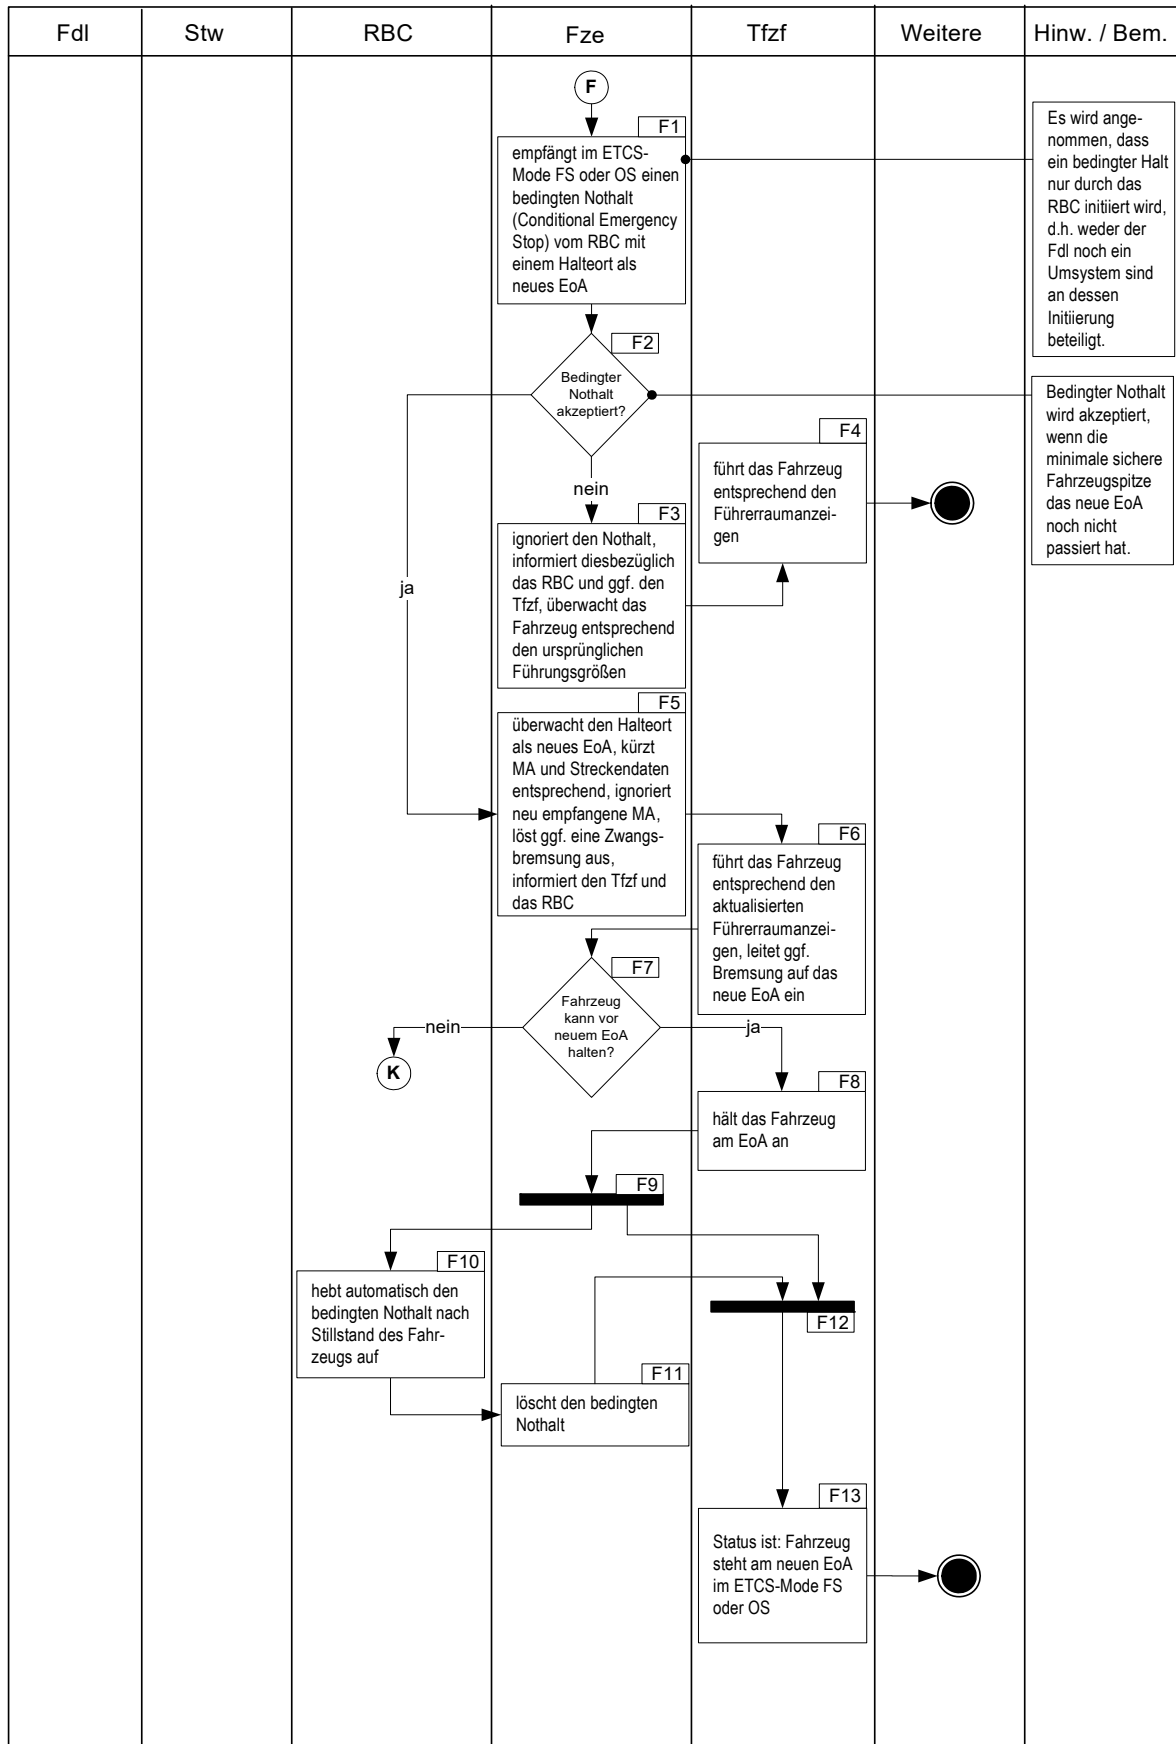 Fdl
Stw
RBC
Fze
Tfzf
Weitere
Hinw. / Bem.
F
F1
empfängt im ETCS-
Mode FS oder OS einen
bedingten Nothalt
(Conditional Emergency
Stop) vom RBC mit
einem Halteort als
neues EoA
Es wird ange-
nommen, dass
ein bedingter Halt
nur durch das
RBC initiiert wird,
d.h. weder der
Fdl noch ein
Umsystem sind
an dessen
Initiierung
beteiligt.
F2
Bedingter
Nothalt
akzeptiert?
Bedingter Nothalt
wird akzeptiert,
wenn die
minimale sichere
Fahrzeugspitze
das neue EoA
noch nicht
passiert hat.
nein
ja
F3
ignoriert den Nothalt,
informiert diesbezüglich
das RBC und ggf. den
Tfzf, überwacht das
Fahrzeug entsprechend
den ursprünglichen
Führungsgrößen
F4
führt das Fahrzeug
entsprechend den
Führerraumanzei-
gen
F5
überwacht den Halteort
als neues EoA, kürzt
MA und Streckendaten
entsprechend, ignoriert
neu empfangene MA,
löst ggf. eine Zwangs-
bremsung aus,
informiert den Tfzf und
das RBC
F6
führt das Fahrzeug
entsprechend den
aktualisierten
Führerraumanzei-
gen, leitet ggf.
Bremsung auf das
neue EoA ein
F7
Fahrzeug
kann vor
neuem EoA
halten?
nein
ja
K
F8
hält das Fahrzeug
am EoA an
F9
F10
hebt automatisch den
bedingten Nothalt nach
Stillstand des Fahr-
zeugs auf
F11
löscht den bedingten
Nothalt
F12
F13
Status ist: Fahrzeug
steht am neuen EoA
im ETCS-Mode FS
oder OS